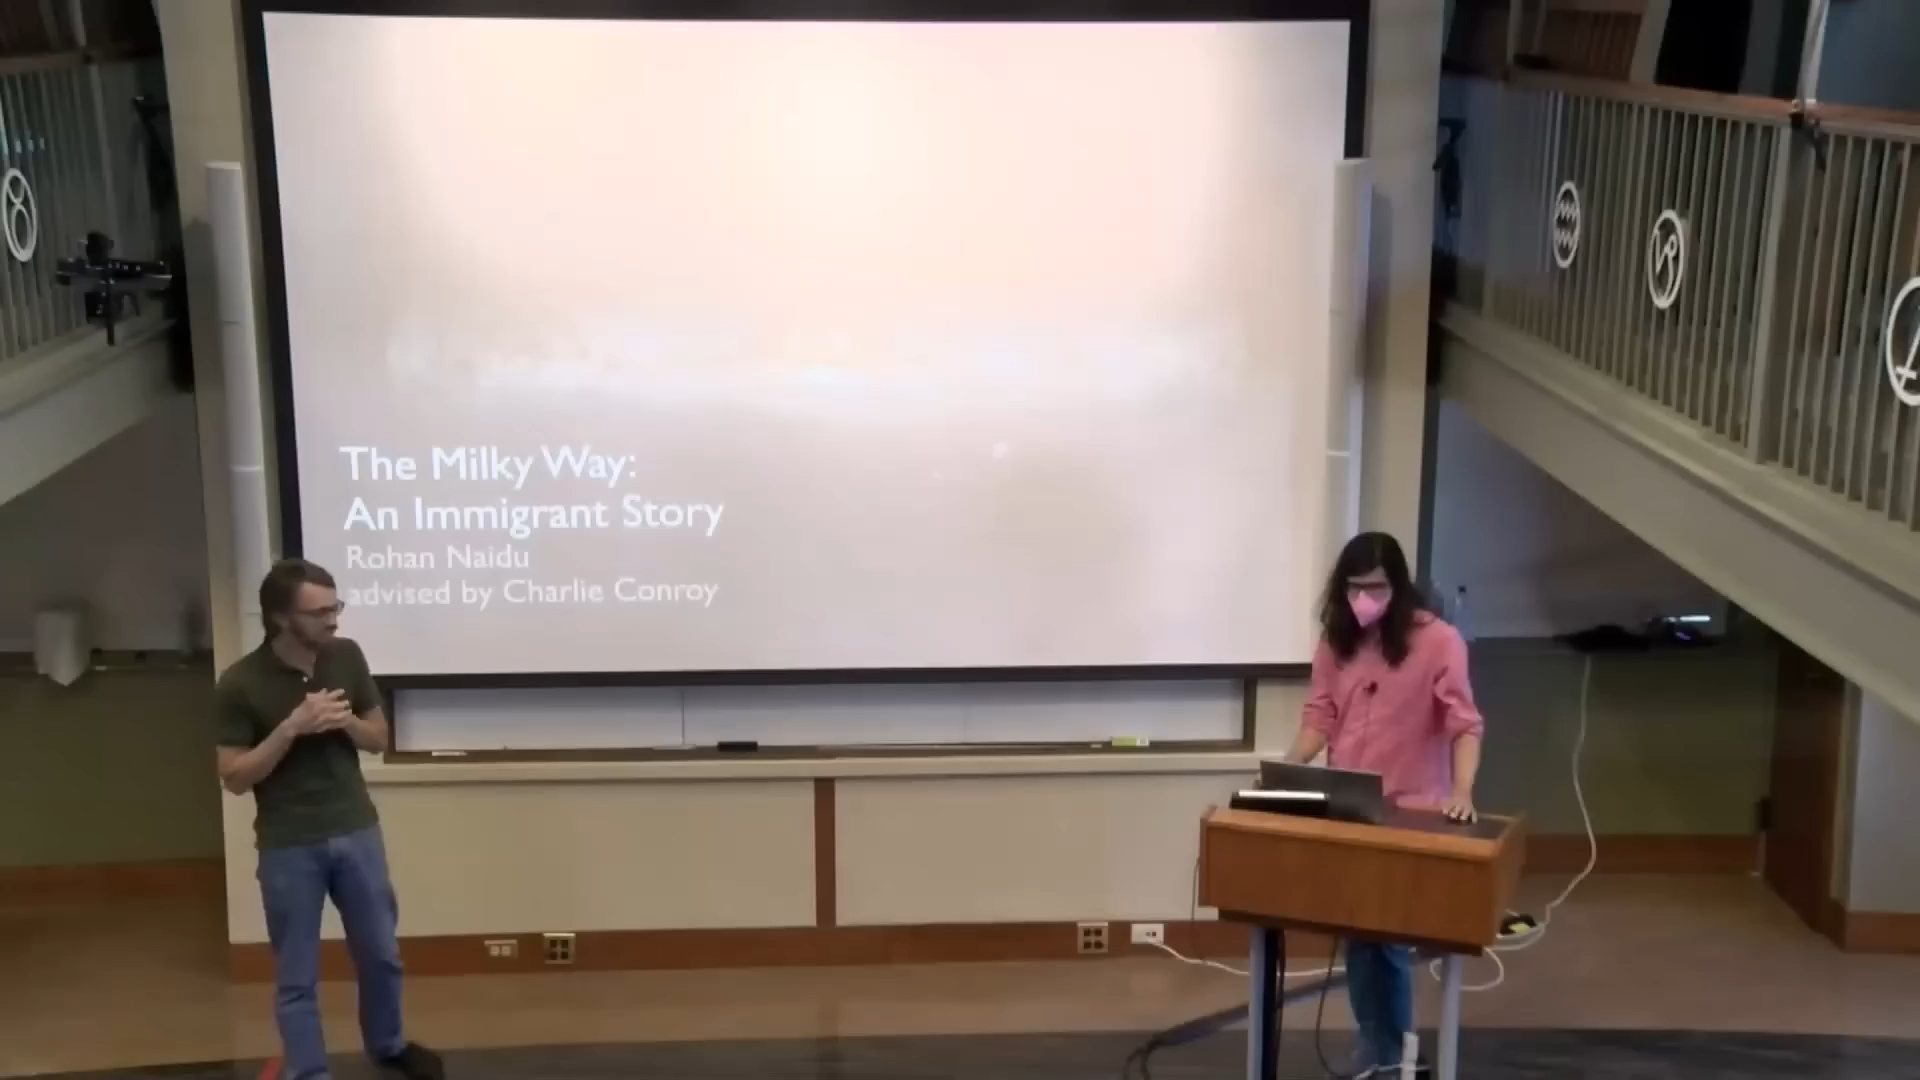 The Milky Way:
An Immigrant Story
Rohan Naidu
advised by Charlie Conroy